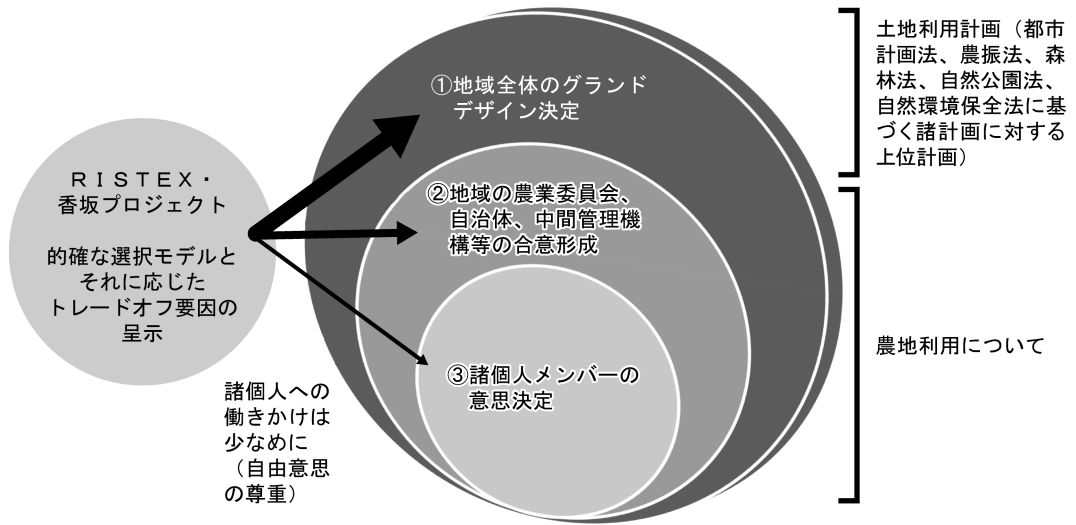 ＲＩＳＴＥＸ・
香坂プロジェクト
的確な選択モデルと
それに応じた
トレードオフ要因の
呈示
諸個人への
働きかけは
少なめに
（自由意思
の尊重）
①地域全体のグランド
デザイン決定
②地域の農業委員会、
自治体、中間管理機
構等の合意形成
③諸個人メンバーの
意思決定
土地利用計画（都市
計画法、農振法、森
林法、自然公園法、
自然環境保全法に基
づく諸計画に対する
上位計画）
農地利用について